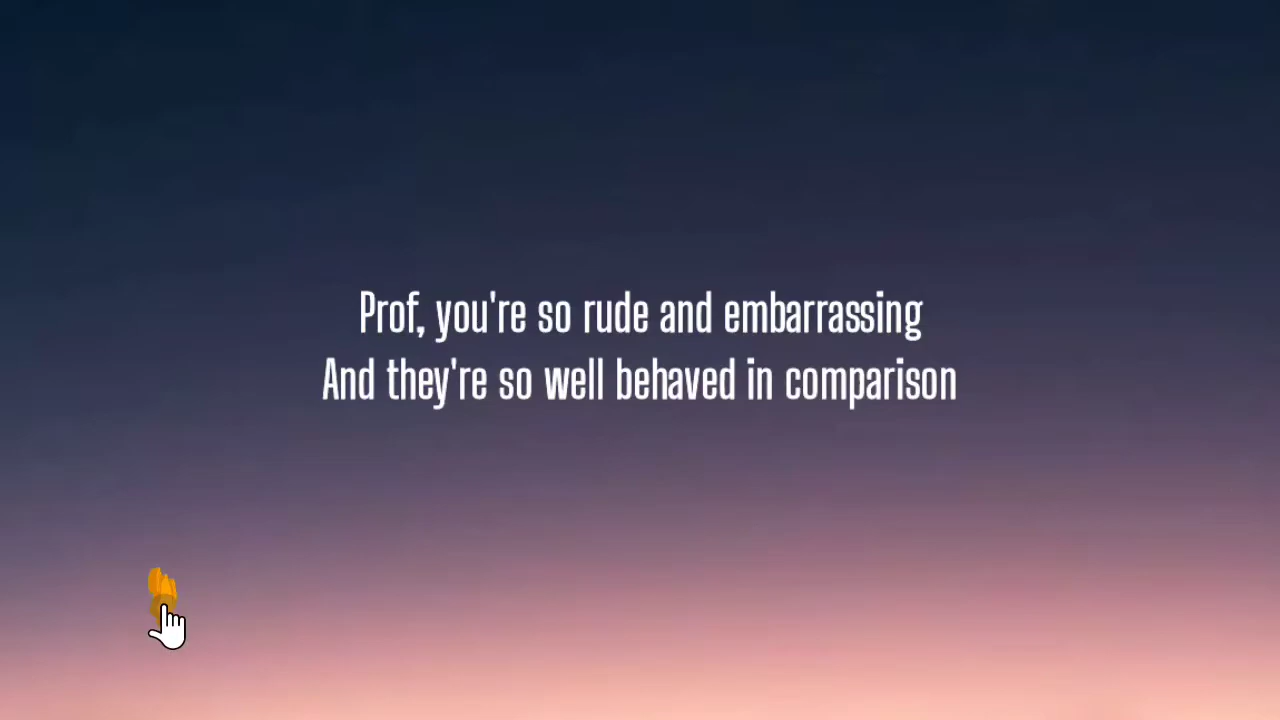 Prof, you're so rude and embarrassing
And they're so well behaved in comparison